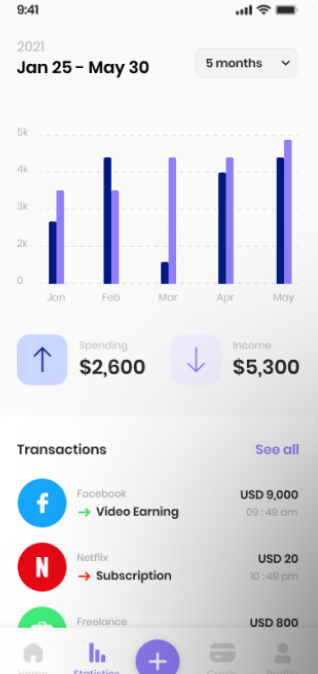 9:41
2021
Jan 25 - May 30
5 months
5k
4k
3k
2k
0
Jan Feb Mar Apr May
Spending
$2,600
Income
$5,300
Transactions
See all
Facebook
USD 9,000
→ Video Earning
09 : 49 am
Netflix
USD 20
→ Subscription
10 : 49 pm
Freelance
USD 800
Home Statistics Cards Profile